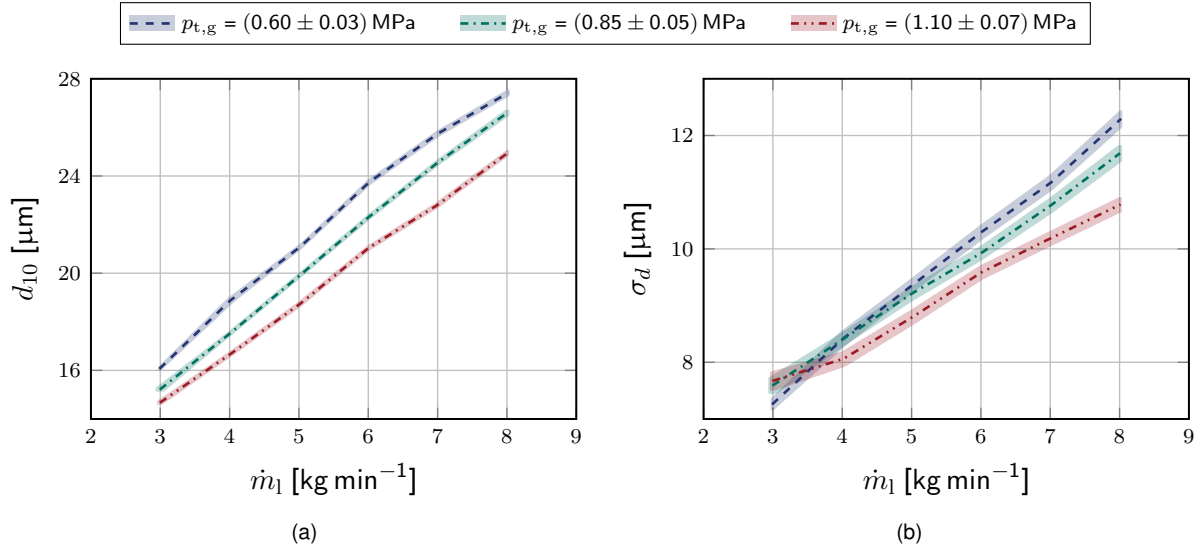 p_t,g = (0.60 ± 0.03) MPa p_t,g = (0.85 ± 0.05) MPa p_t,g = (1.10 ± 0.07) MPa
28
24
20
16
2 3 4 5 6 7 8 9
d_10 [μm]
ṁ_l [kg min⁻¹]
(a)
12
10
8
2 3 4 5 6 7 8 9
σ_d [μm]
ṁ_l [kg min⁻¹]
(b)